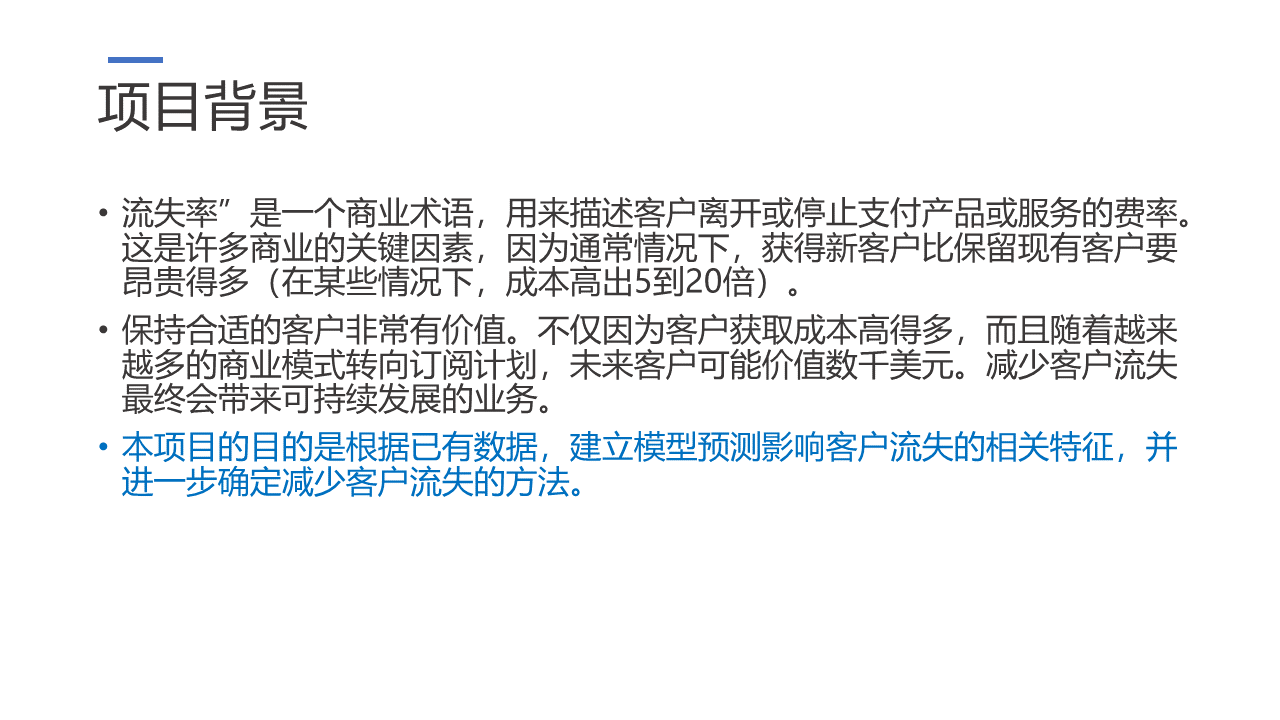 项目背景
• 流失率”是一个商业术语，用来描述客户离开或停止支付产品或服务的费率。
这是许多商业的关键因素，因为通常情况下，获得新客户比保留现有客户要
昂贵得多（在某些情况下，成本高出5到20倍）。
• 保持合适的客户非常有价值。不仅因为客户获取成本高得多，而且随着越来
越多的商业模式转向订阅计划，未来客户可能价值数千美元。减少客户流失
最终会带来可持续发展的业务。
• 本项目的目的是根据已有数据，建立模型预测影响客户流失的相关特征，并
进一步确定减少客户流失的方法。